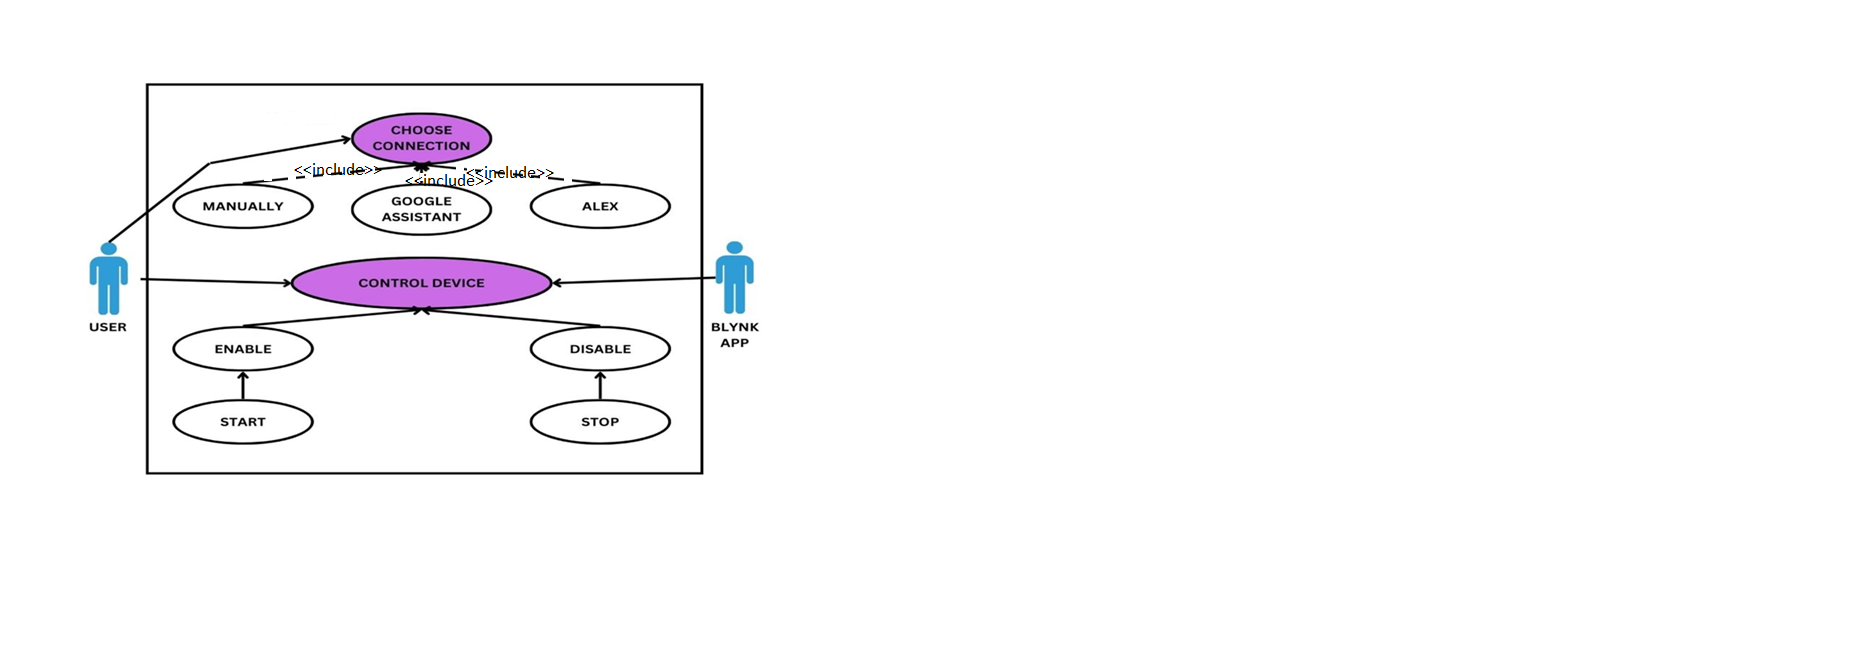 CHOOSE
CONNECTION
<<include>>
<<include>>
<<include>>
MANUALLY
GOOGLE
ASSISTANT
ALEX
CONTROL DEVICE
USER
BLYNK
APP
ENABLE
DISABLE
START
STOP